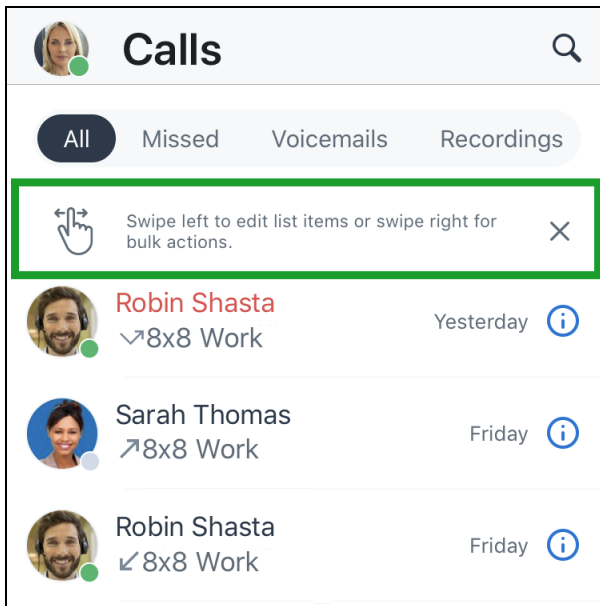 Calls
All Missed Voicemails Recordings
Swipe left to edit list items or swipe right for
bulk actions.
Robin Shasta
8x8 Work
Yesterday
Sarah Thomas
8x8 Work
Friday
Robin Shasta
8x8 Work
Friday